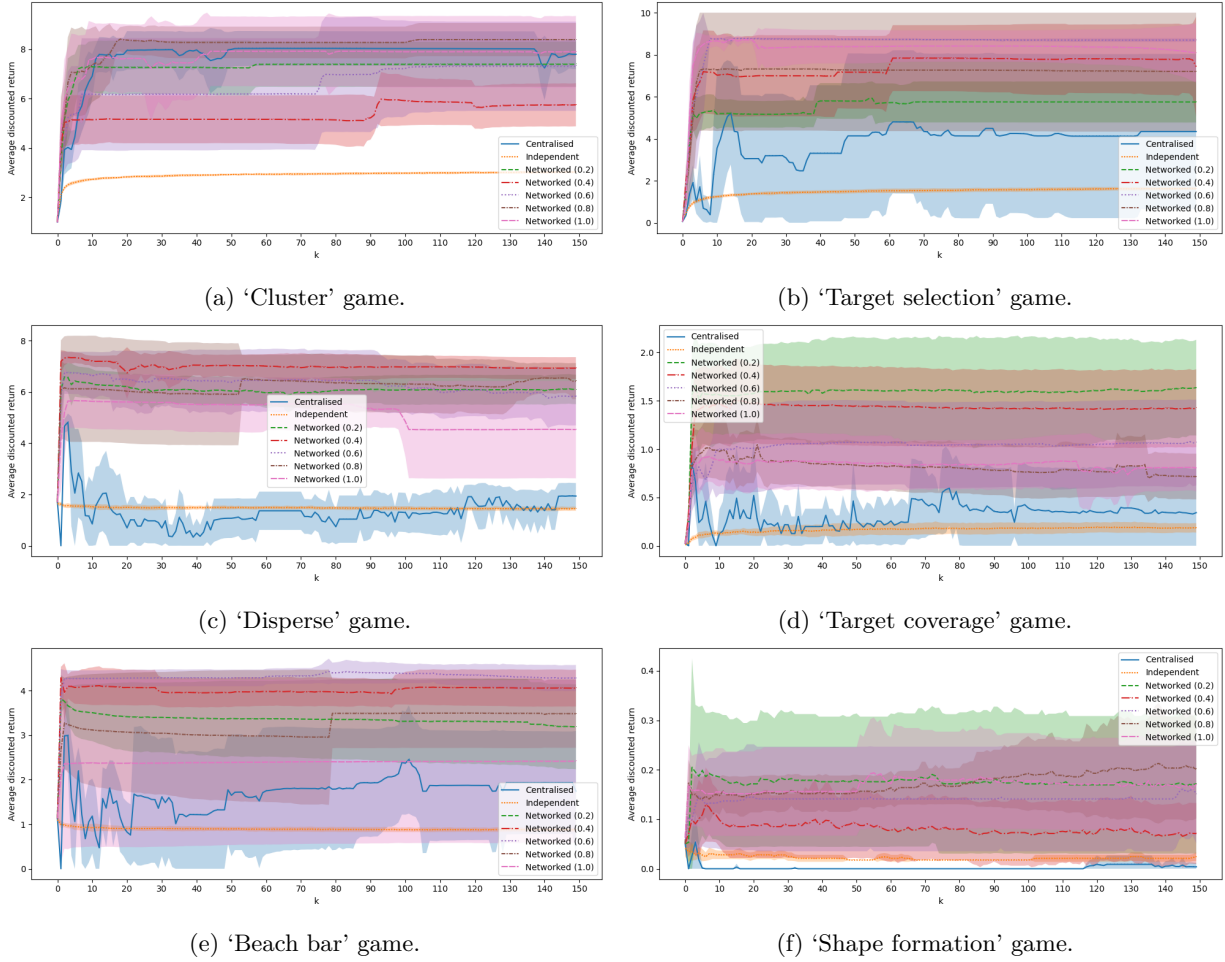 Average discounted return
8
6
4
2
0 10 20 30 40 50 60 70 80 90 100 110 120 130 140 150
k
Centralised
Independent
Networked (0.2)
Networked (0.4)
Networked (0.6)
Networked (0.8)
Networked (1.0)
(a) ‘Cluster’ game.
Average discounted return
10
8
6
4
2
0
0 10 20 30 40 50 60 70 80 90 100 110 120 130 140 150
k
Centralised
Independent
Networked (0.2)
Networked (0.4)
Networked (0.6)
Networked (0.8)
Networked (1.0)
(b) ‘Target selection’ game.
Average discounted return
8
6
4
2
0
0 10 20 30 40 50 60 70 80 90 100 110 120 130 140 150
k
Centralised
Independent
Networked (0.2)
Networked (0.4)
Networked (0.6)
Networked (0.8)
Networked (1.0)
(c) ‘Disperse’ game.
Average discounted return
2.0
1.5
1.0
0.5
0.0
0 10 20 30 40 50 60 70 80 90 100 110 120 130 140 150
k
Centralised
Independent
Networked (0.2)
Networked (0.4)
Networked (0.6)
Networked (0.8)
Networked (1.0)
(d) ‘Target coverage’ game.
Average discounted return
4
3
2
1
0
0 10 20 30 40 50 60 70 80 90 100 110 120 130 140 150
k
Centralised
Independent
Networked (0.2)
Networked (0.4)
Networked (0.6)
Networked (0.8)
Networked (1.0)
(e) ‘Beach bar’ game.
Average discounted return
0.4
0.3
0.2
0.1
0.0
0 10 20 30 40 50 60 70 80 90 100 110 120 130 140 150
k
Centralised
Independent
Networked (0.2)
Networked (0.4)
Networked (0.6)
Networked (0.8)
Networked (1.0)
(f) ‘Shape formation’ game.